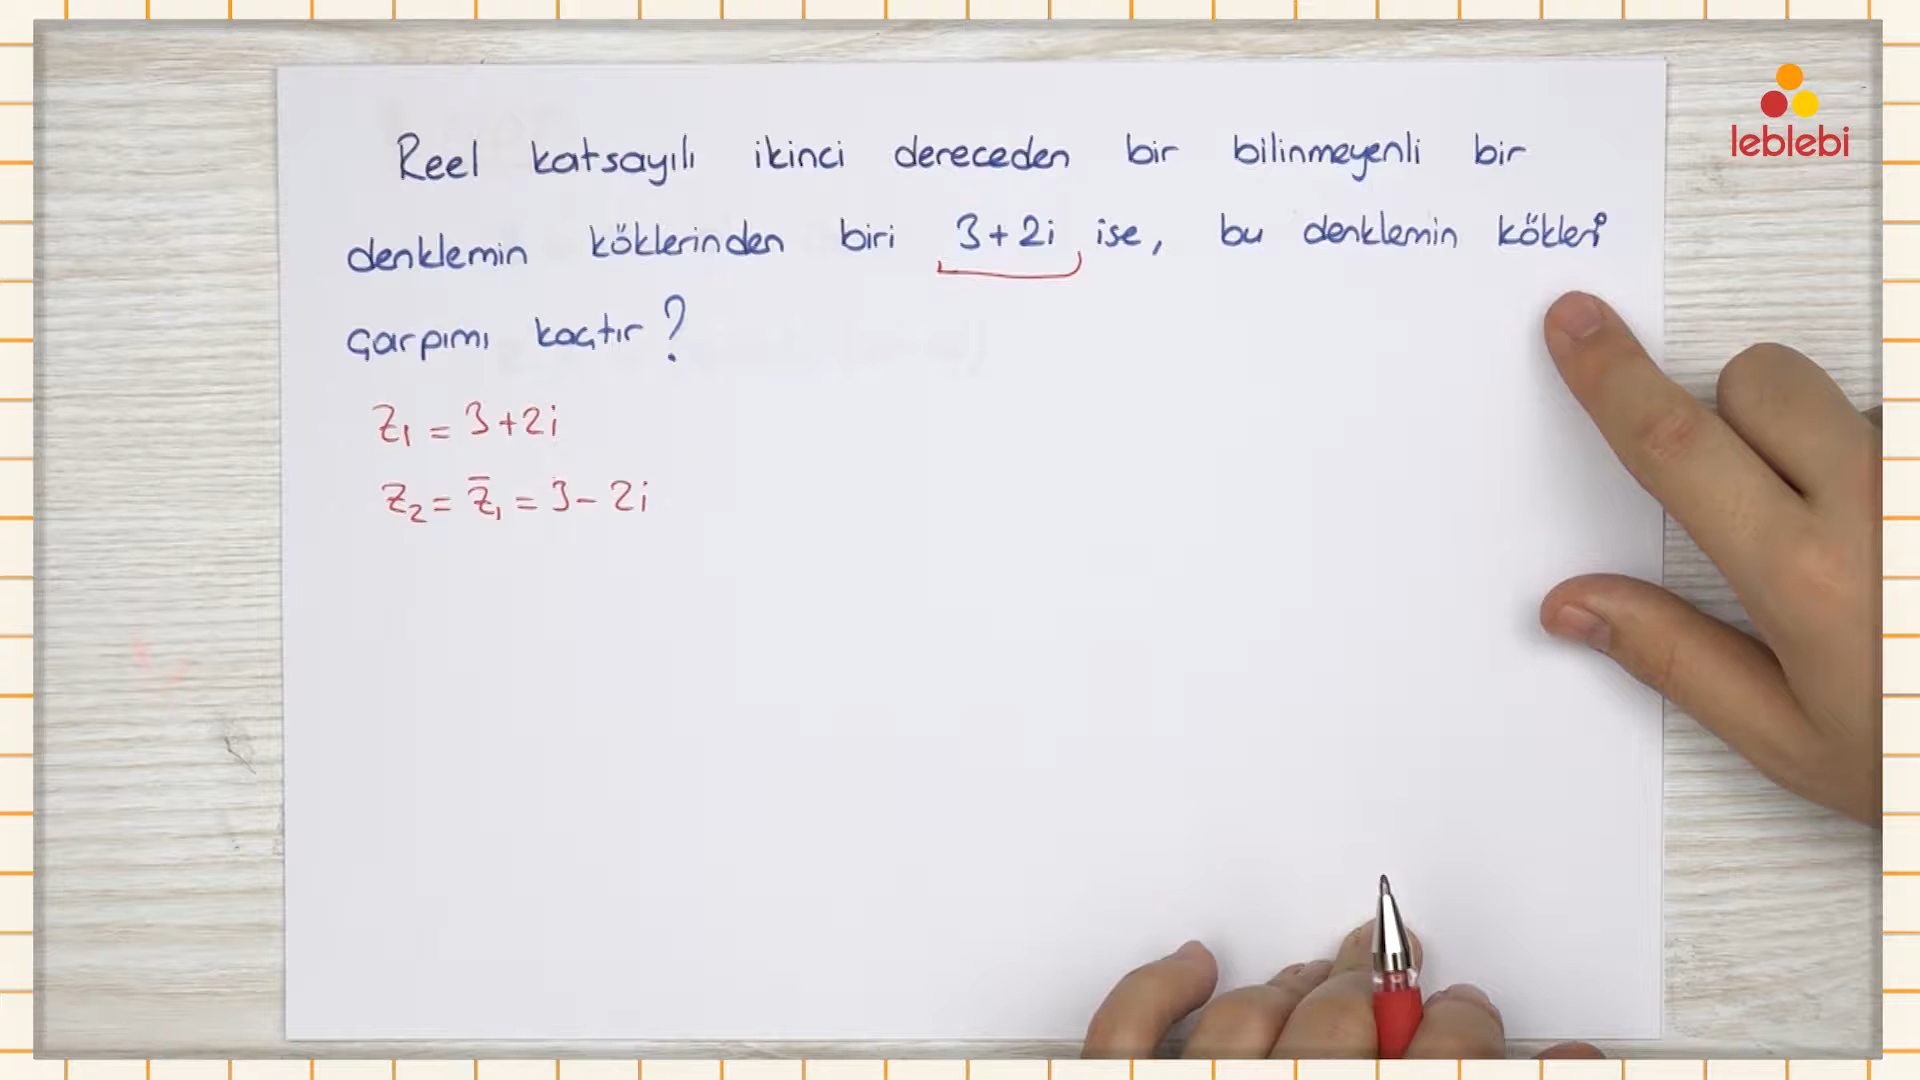 leblebi
Reel katsayılı ikinci dereceden bir bilinmeyenli bir
denklemin köklerinden biri 3+2i ise, bu denklemin kökleri
çarpımı kaçtır?
z₁ = 3+2i
z₂ = z̄₁ = 3-2i